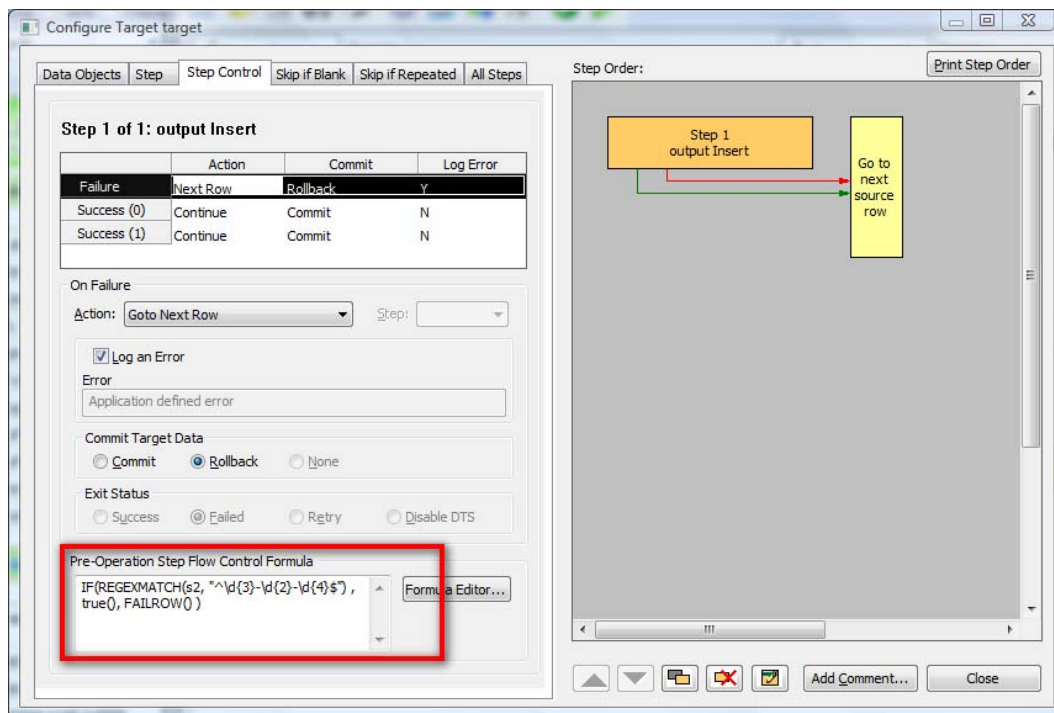 Configure Target target
Data Objects Step Step Control Skip if Blank Skip if Repeated All Steps
Step 1 of 1: output Insert
Action Commit Log Error
Failure Next Row Rollback Y
Success (0) Continue Commit N
Success (1) Continue Commit N
On Failure
Action: Goto Next Row Step:
Log an Error
Error
Application defined error
Commit Target Data
Commit Rollback None
Exit Status
Success Failed Retry Disable DTS
Pre-Operation Step Flow Control Formula
IF(REGEXMATCH(s2, "^\d{3}-\d{2}-\d{4}$") ,
true(), FAILROW() )
Formula Editor...
Step Order:
Print Step Order
Step 1
output Insert
Go to
next
source
row
Add Comment...
Close